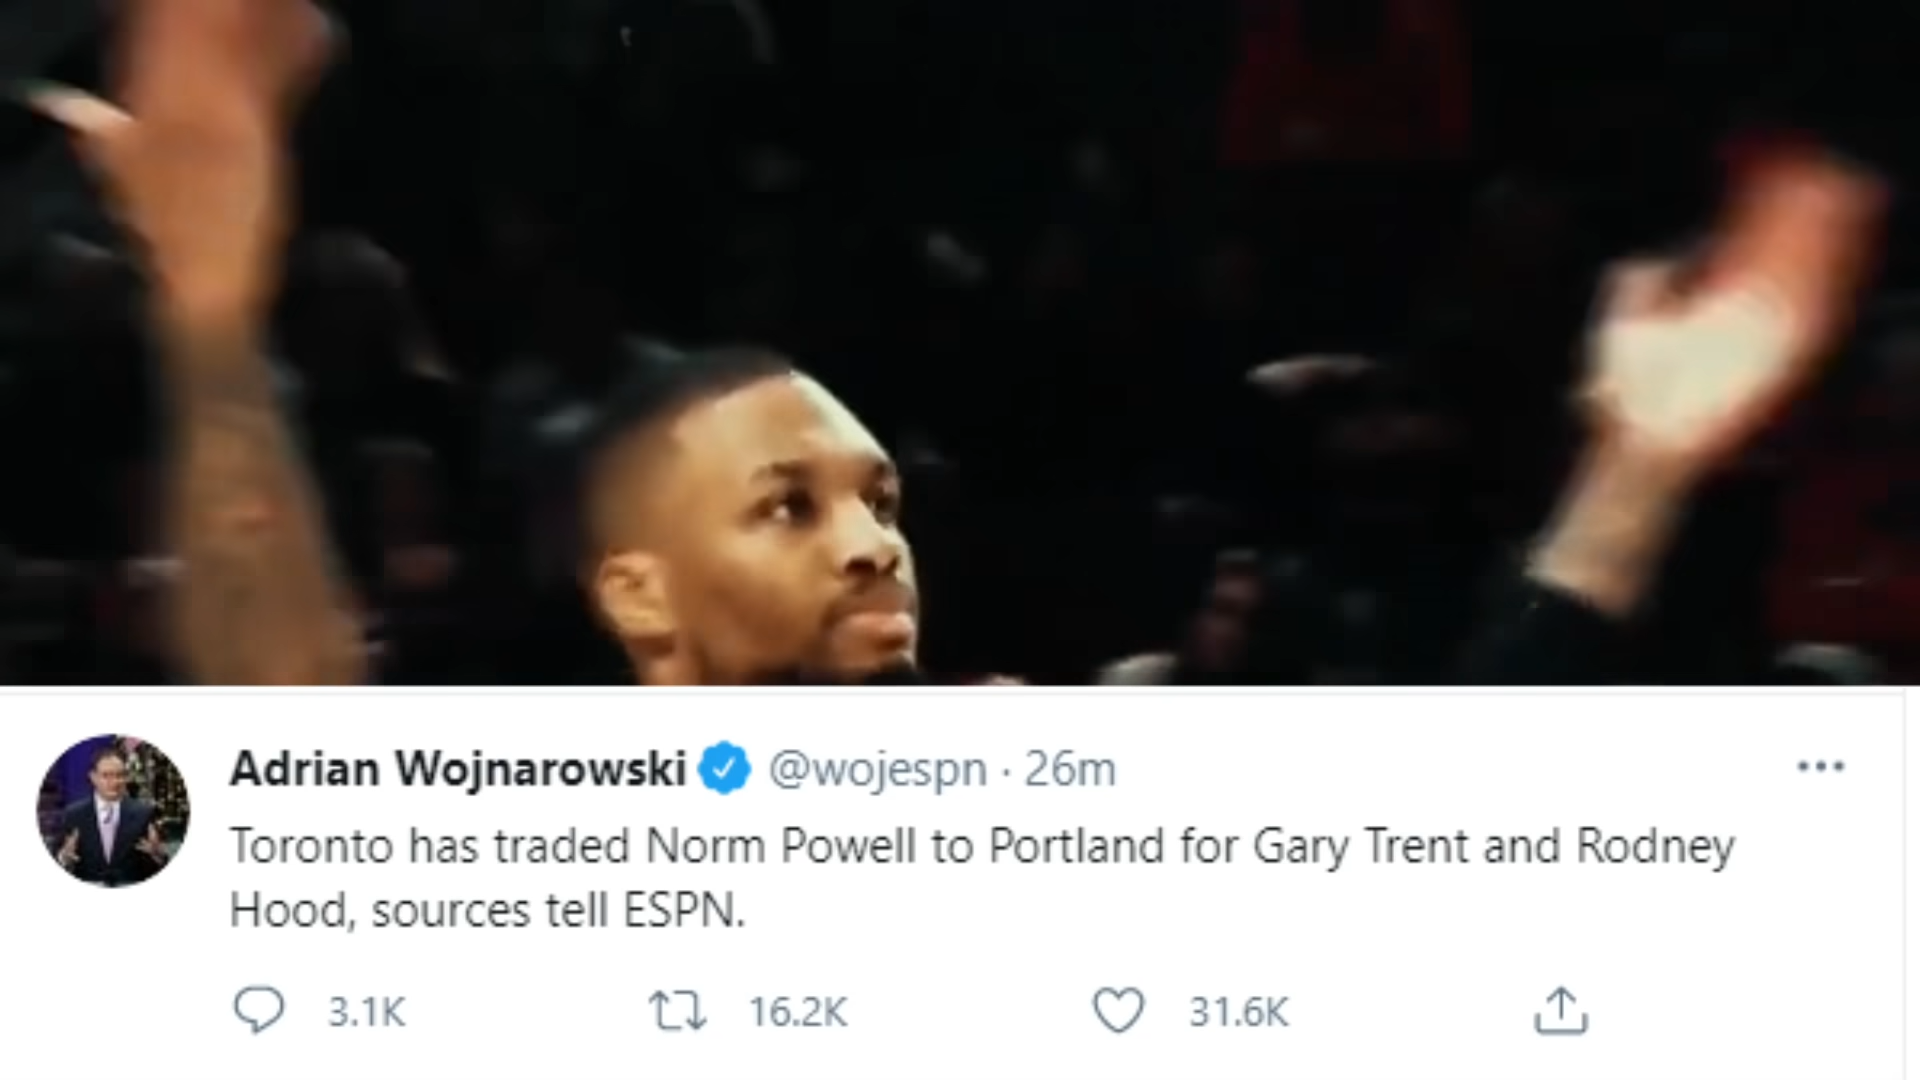 Adrian Wojnarowski @wojespn · 26m
Toronto has traded Norm Powell to Portland for Gary Trent and Rodney
Hood, sources tell ESPN.
3.1K 16.2K 31.6K